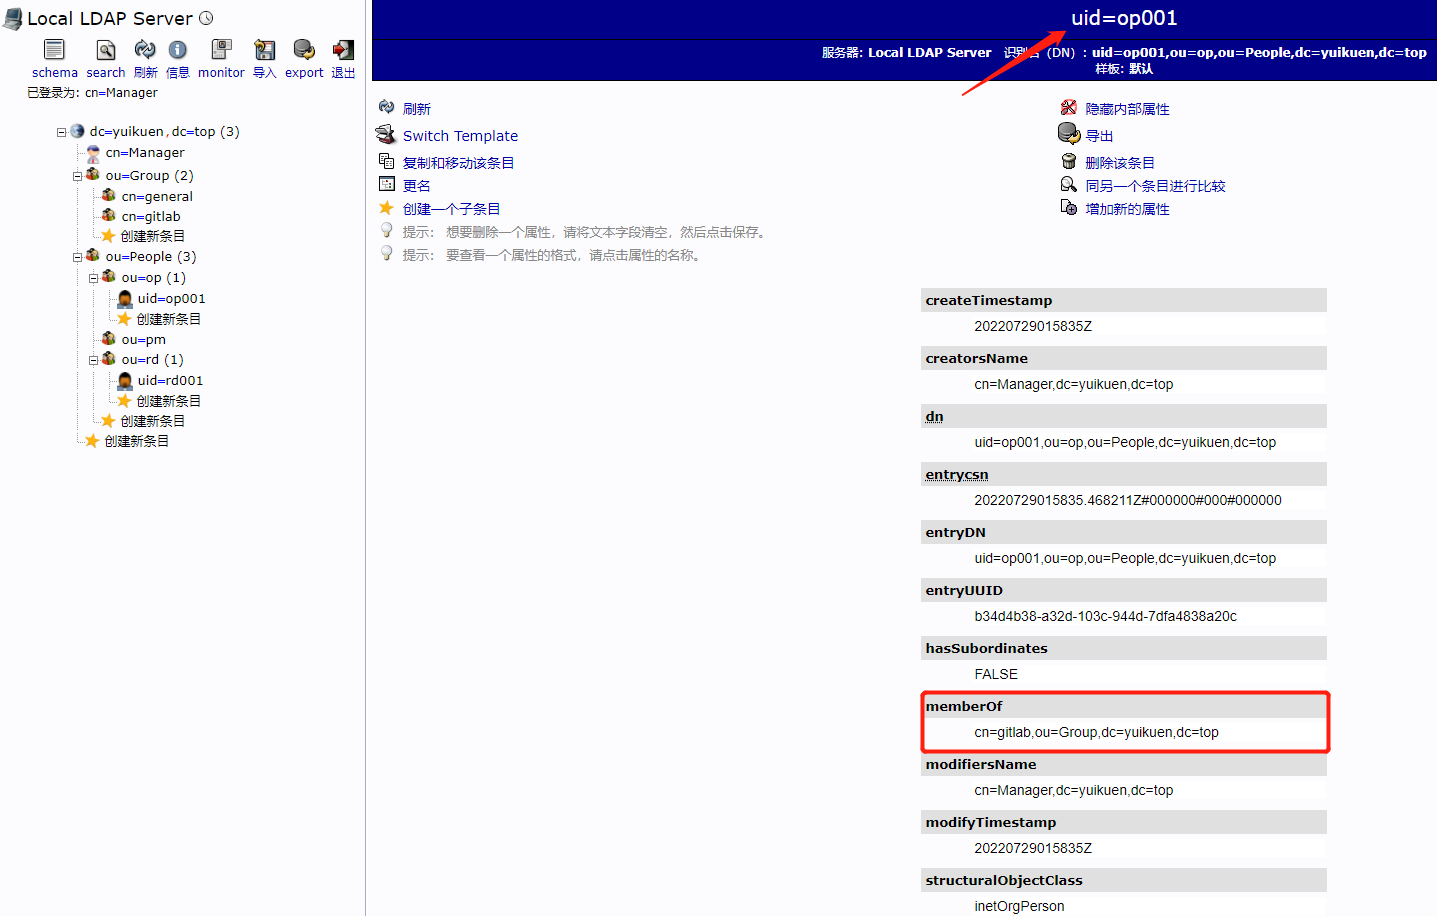 Local LDAP Server
schema search 刷新 信息 monitor 导入 export 退出
已登录为: cn=Manager
dc=yuikuen,dc=top (3)
cn=Manager
ou=Group (2)
cn=general
cn=gitlab
创建新条目
ou=People (3)
ou=op (1)
uid=op001
创建新条目
ou=pm
ou=rd (1)
uid=rd001
创建新条目
创建新条目
创建新条目
uid=op001
服务器: Local LDAP Server 识别名 (DN) : uid=op001,ou=op,ou=People,dc=yuikuen,dc=top
样板: 默认
刷新
Switch Template
复制和移动该条目
更名
创建一个子条目
提示: 想要删除一个属性，请将文本字段清空，然后点击保存。
提示: 要查看一个属性的格式，请点击属性的名称。
隐藏内部属性
导出
删除该条目
同另一个条目进行比较
增加新的属性
createTimestamp
20220729015835Z
creatorsName
cn=Manager,dc=yuikuen,dc=top
dn
uid=op001,ou=op,ou=People,dc=yuikuen,dc=top
entrycsn
20220729015835.468211Z#000000#000#000000
entryDN
uid=op001,ou=op,ou=People,dc=yuikuen,dc=top
entryUUID
b34d4b38-a32d-103c-944d-7dfa4838a20c
hasSubordinates
FALSE
memberOf
cn=gitlab,ou=Group,dc=yuikuen,dc=top
modifiersName
cn=Manager,dc=yuikuen,dc=top
modifyTimestamp
20220729015835Z
structuralObjectClass
inetOrgPerson